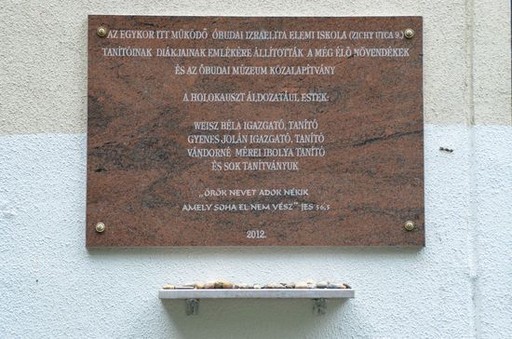 AZ EGYKOR ITT MŰKÖDŐ ÓBUDAI IZRAELITA ELEMI ISKOLA (ZICHY UTCA 9.)
TANÍTÓINAK DIÁKJAINAK EMLÉKÉRE ÁLLÍTOTTÁK A MÉG ÉLŐ NÖVENDÉKEK
ÉS AZ ÓBUDAI MÚZEUM KÖZALAPÍTVÁNY
A HOLOKAUSZT ÁLDOZATÁUL ESTEK:
WEISZ BÉLA IGAZGATÓ, TANÍTÓ
GYENES JOLÁN IGAZGATÓ, TANÍTÓ
VÁNDORNÉ MÉREI IBOLYA TANÍTÓ
ÉS SOK TANÍTVÁNYUK
„ÖRÖK NEVET ADOK NÉKIK
AMELY SOHA EL NEM VÉSZ" JES 56,5
2012.